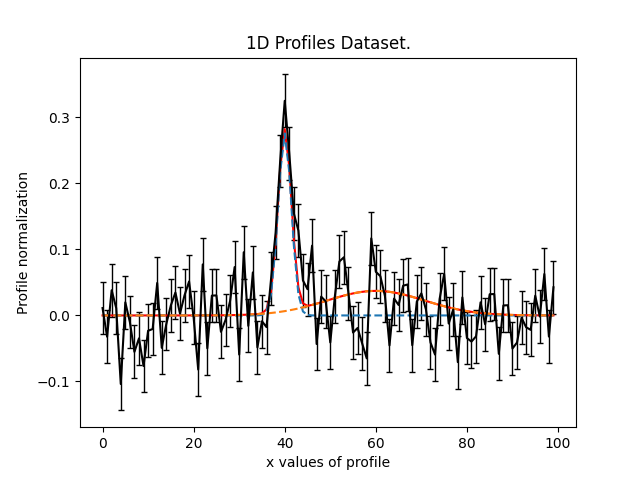 1D Profiles Dataset.
Profile normalization
0.3
0.2
0.1
0.0
−0.1
0 20 40 60 80 100
x values of profile